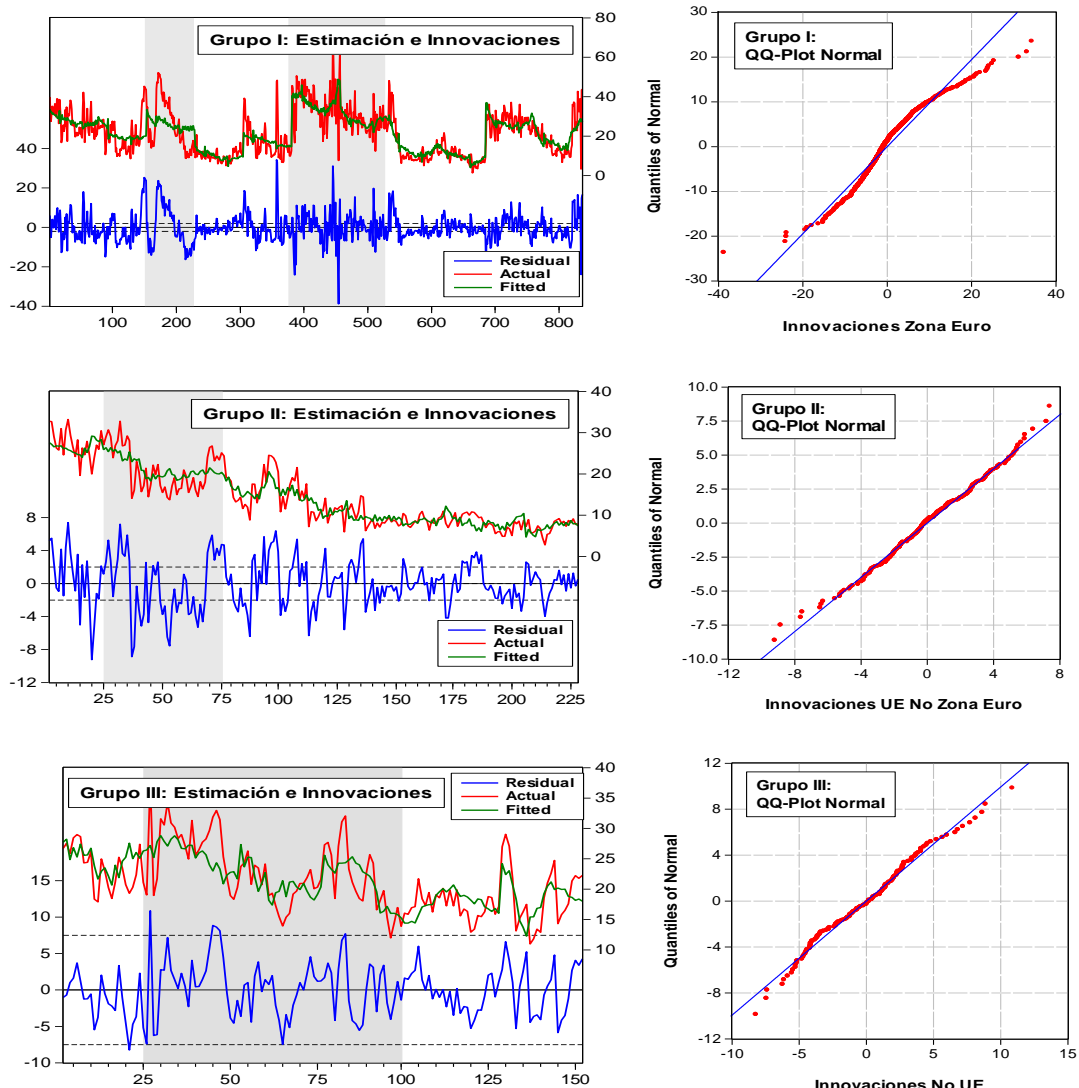 Grupo I: Estimación e Innovaciones
80
60
40
20
0
40
20
0
-20
-40
Residual
Actual
Fitted
100 200 300 400 500 600 700 800
Grupo I:
QQ-Plot Normal
Quantiles of Normal
30
20
10
0
-10
-20
-30
-40 -20 0 20 40
Innovaciones Zona Euro
Grupo II: Estimación e Innovaciones
40
30
20
10
0
8
4
0
-4
-8
-12
Residual
Actual
Fitted
25 50 75 100 125 150 175 200 225
Grupo II:
QQ-Plot Normal
Quantiles of Normal
10.0
7.5
5.0
2.5
0.0
-2.5
-5.0
-7.5
-10.0
-12 -8 -4 0 4 8
Innovaciones UE No Zona Euro
Grupo III: Estimación e Innovaciones
Residual
Actual
Fitted
40
35
30
25
20
15
10
15
10
5
0
-5
-10
25 50 75 100 125 150
Grupo III:
QQ-Plot Normal
Quantiles of Normal
12
8
4
0
-4
-8
-12
-10 -5 0 5 10 15
Innovaciones No UE